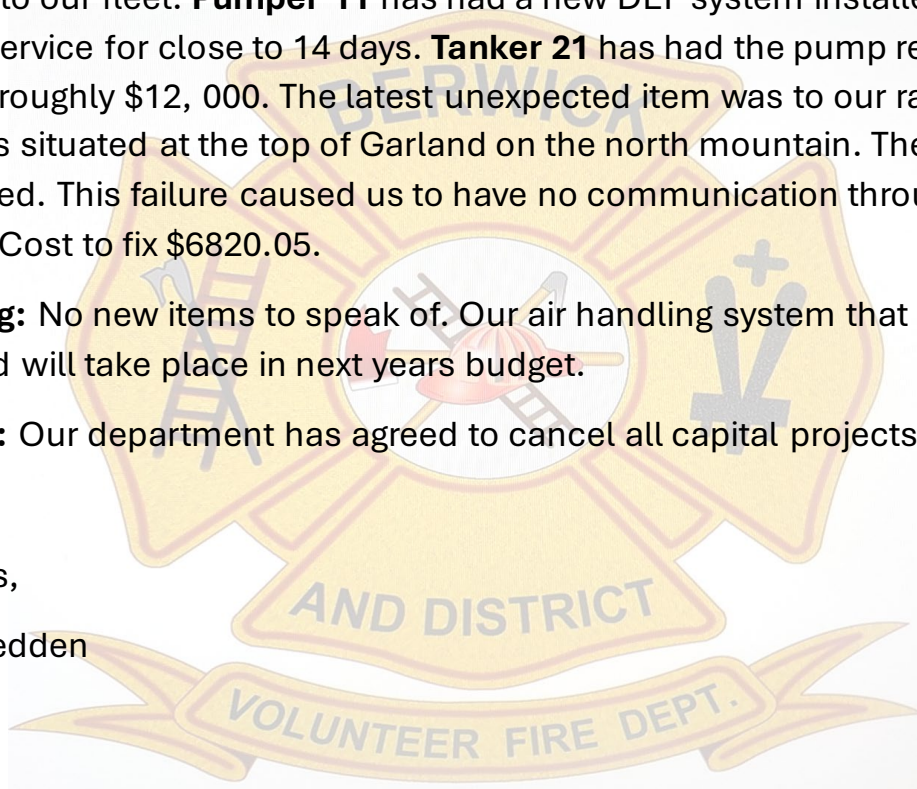 to our fleet. Pumper 11 has had a new DEF system installe
ervice for close to 14 days. Tanker 21 has had the pump re
roughly $12, 000. The latest unexpected item was to our ra
s situated at the top of Garland on the north mountain. The
ed. This failure caused us to have no communication throu
Cost to fix $6820.05.
g: No new items to speak of. Our air handling system that
d will take place in next years budget.
: Our department has agreed to cancel all capital projects
s,
edden
BERWICK
AND DISTRICT
VOLUNTEER FIRE DEPT.